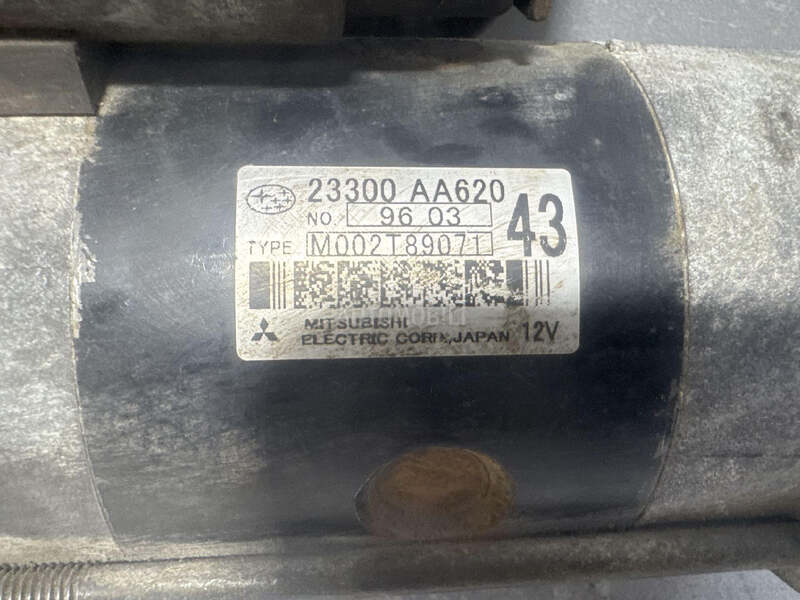 23300 AA620
NO. 96 03
43
TYPE M002T89071
MITSUBISHI
ELECTRIC CORP., JAPAN 12V